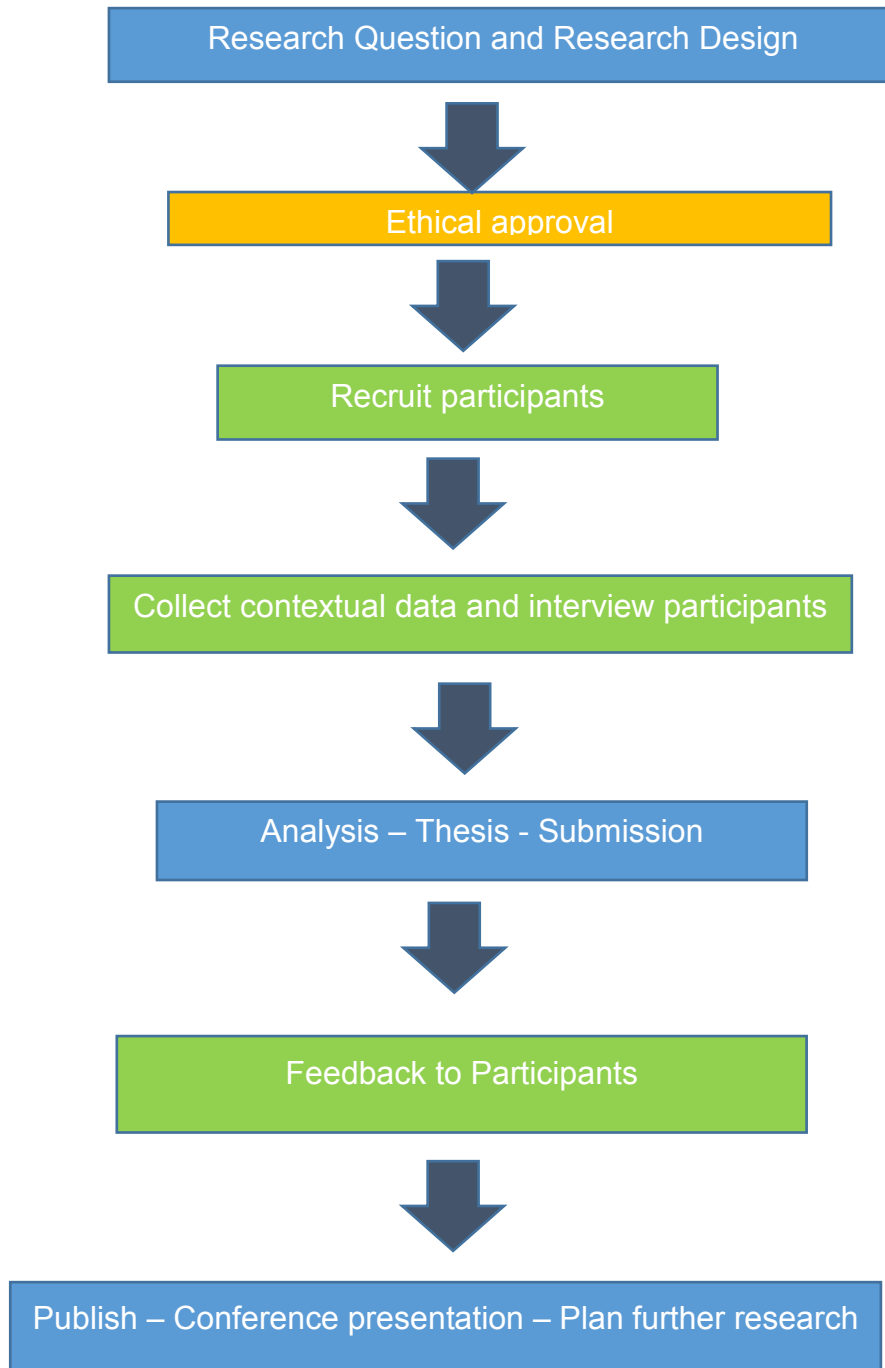 Research Question and Research Design
Ethical approval
Recruit participants
Collect contextual data and interview participants
Analysis – Thesis - Submission
Feedback to Participants
Publish – Conference presentation – Plan further research